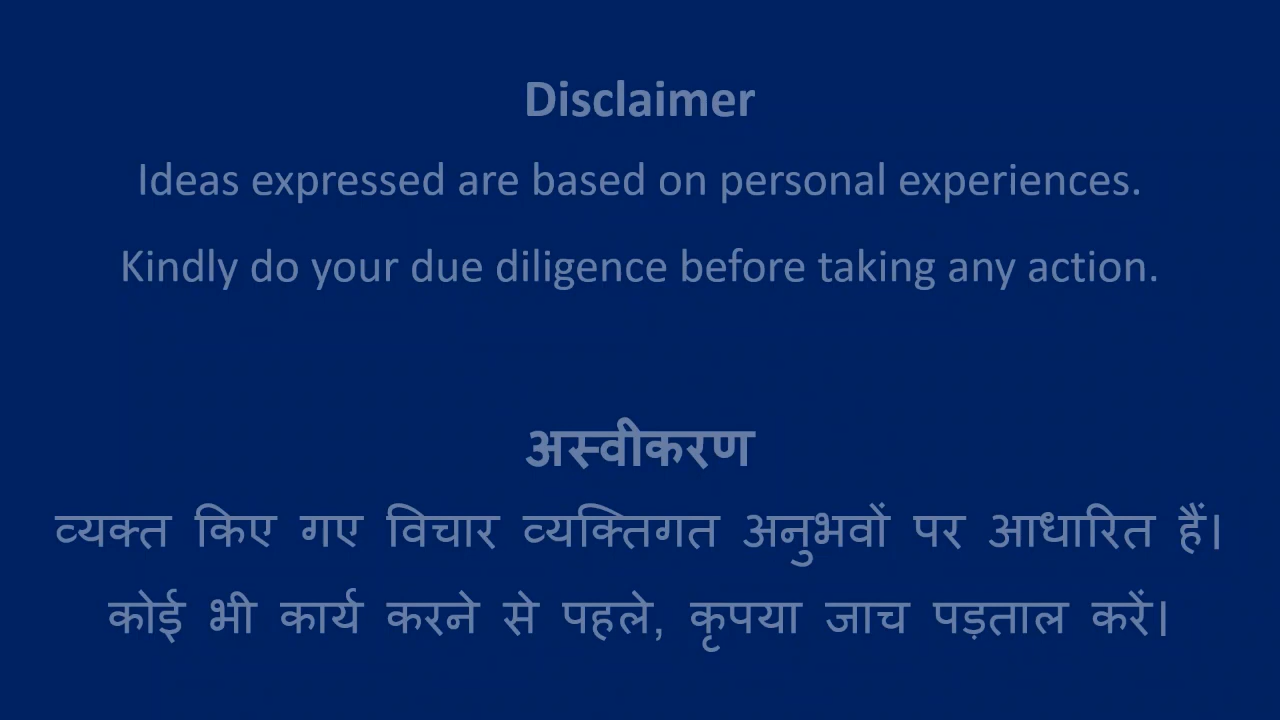 Disclaimer
Ideas expressed are based on personal experiences.
Kindly do your due diligence before taking any action.
अस्वीकरण
व्यक्त किए गए विचार व्यक्तिगत अनुभवों पर आधारित हैं।
कोई भी कार्य करने से पहले, कृपया जाच पड़ताल करें।